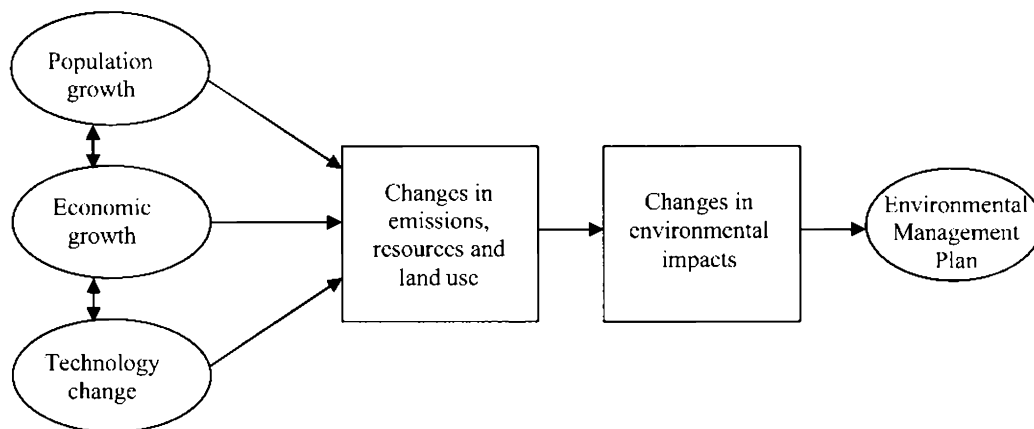 Population
growth
Economic
growth
Technology
change
Changes in
emissions,
resources and
land use
Changes in
environmental
impacts
Environmental
Management
Plan